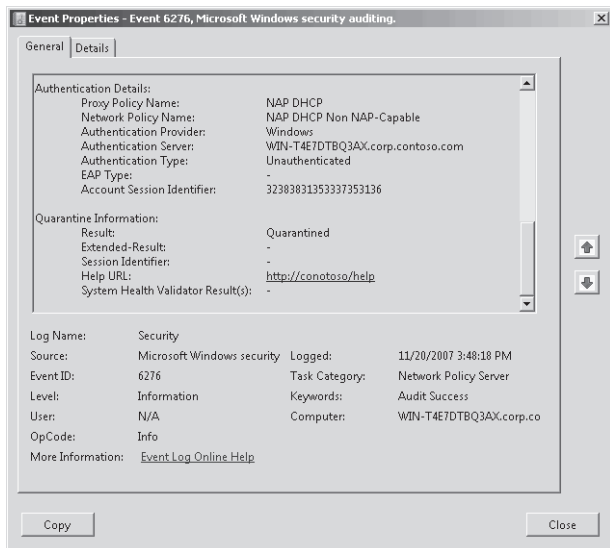 Event Properties - Event 6276, Microsoft Windows security auditing.
General Details
Authentication Details:
Proxy Policy Name: NAP DHCP
Network Policy Name: NAP DHCP Non NAP-Capable
Authentication Provider: Windows
Authentication Server: WIN-T4E7DTBQ3AX.corp.contoso.com
Authentication Type: Unauthenticated
EAP Type: -
Account Session Identifier: 32383831353337353136
Quarantine Information:
Result: Quarantined
Extended-Result: -
Session Identifier: -
Help URL: http://conotoso/help
System Health Validator Result(s): -
Log Name: Security
Source: Microsoft Windows security Logged: 11/20/2007 3:48:18 PM
Event ID: 6276 Task Category: Network Policy Server
Level: Information Keywords: Audit Success
User: N/A Computer: WIN-T4E7DTBQ3AX.corp.co
OpCode: Info
More Information: Event Log Online Help
Copy Close